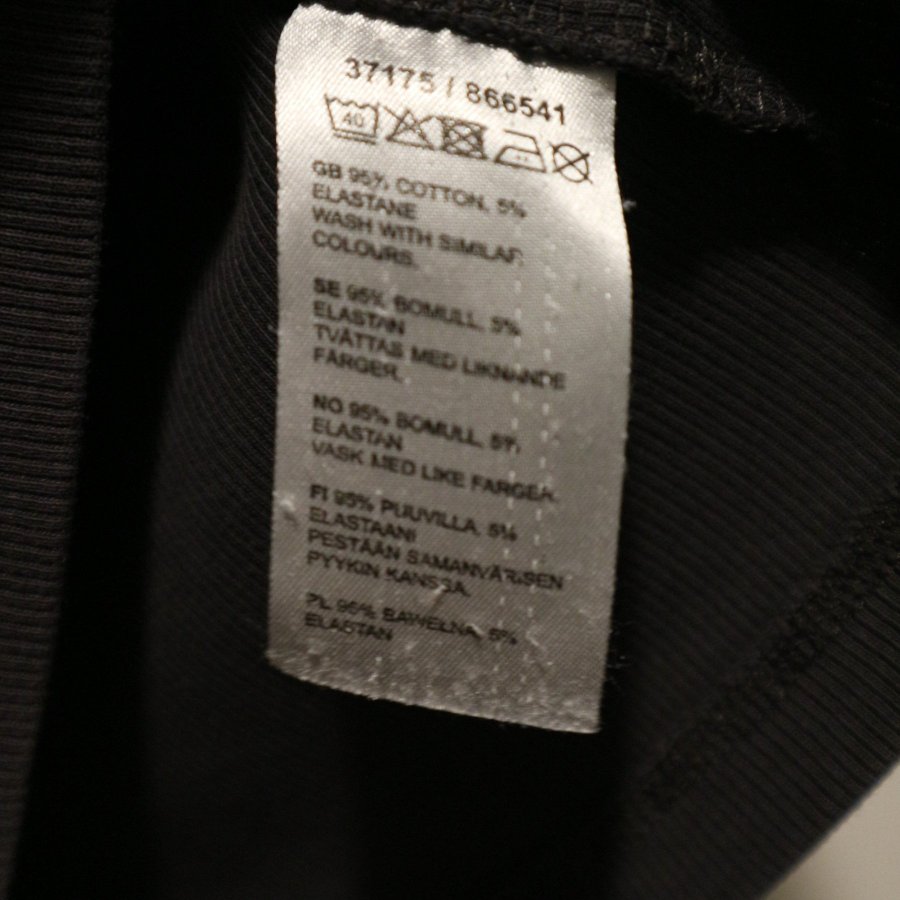 37175 / 866541
40
GB 95% COTTON, 5%
ELASTANE
WASH WITH SIMILAR
COLOURS.
SE 95% BOMULL, 5%
ELASTAN
TVÄTTAS MED LIKNANDE
FÄRGER.
NO 95% BOMULL, 5%
ELASTAN
VASK MED LIKE FARGER.
FI 95% PUUVILLA, 5%
ELASTAANI
PESTÄÄN SAMANVÄRISEN
PYYKIN KANSSA.
PL 95% BAWEŁNA, 5%
ELASTAN